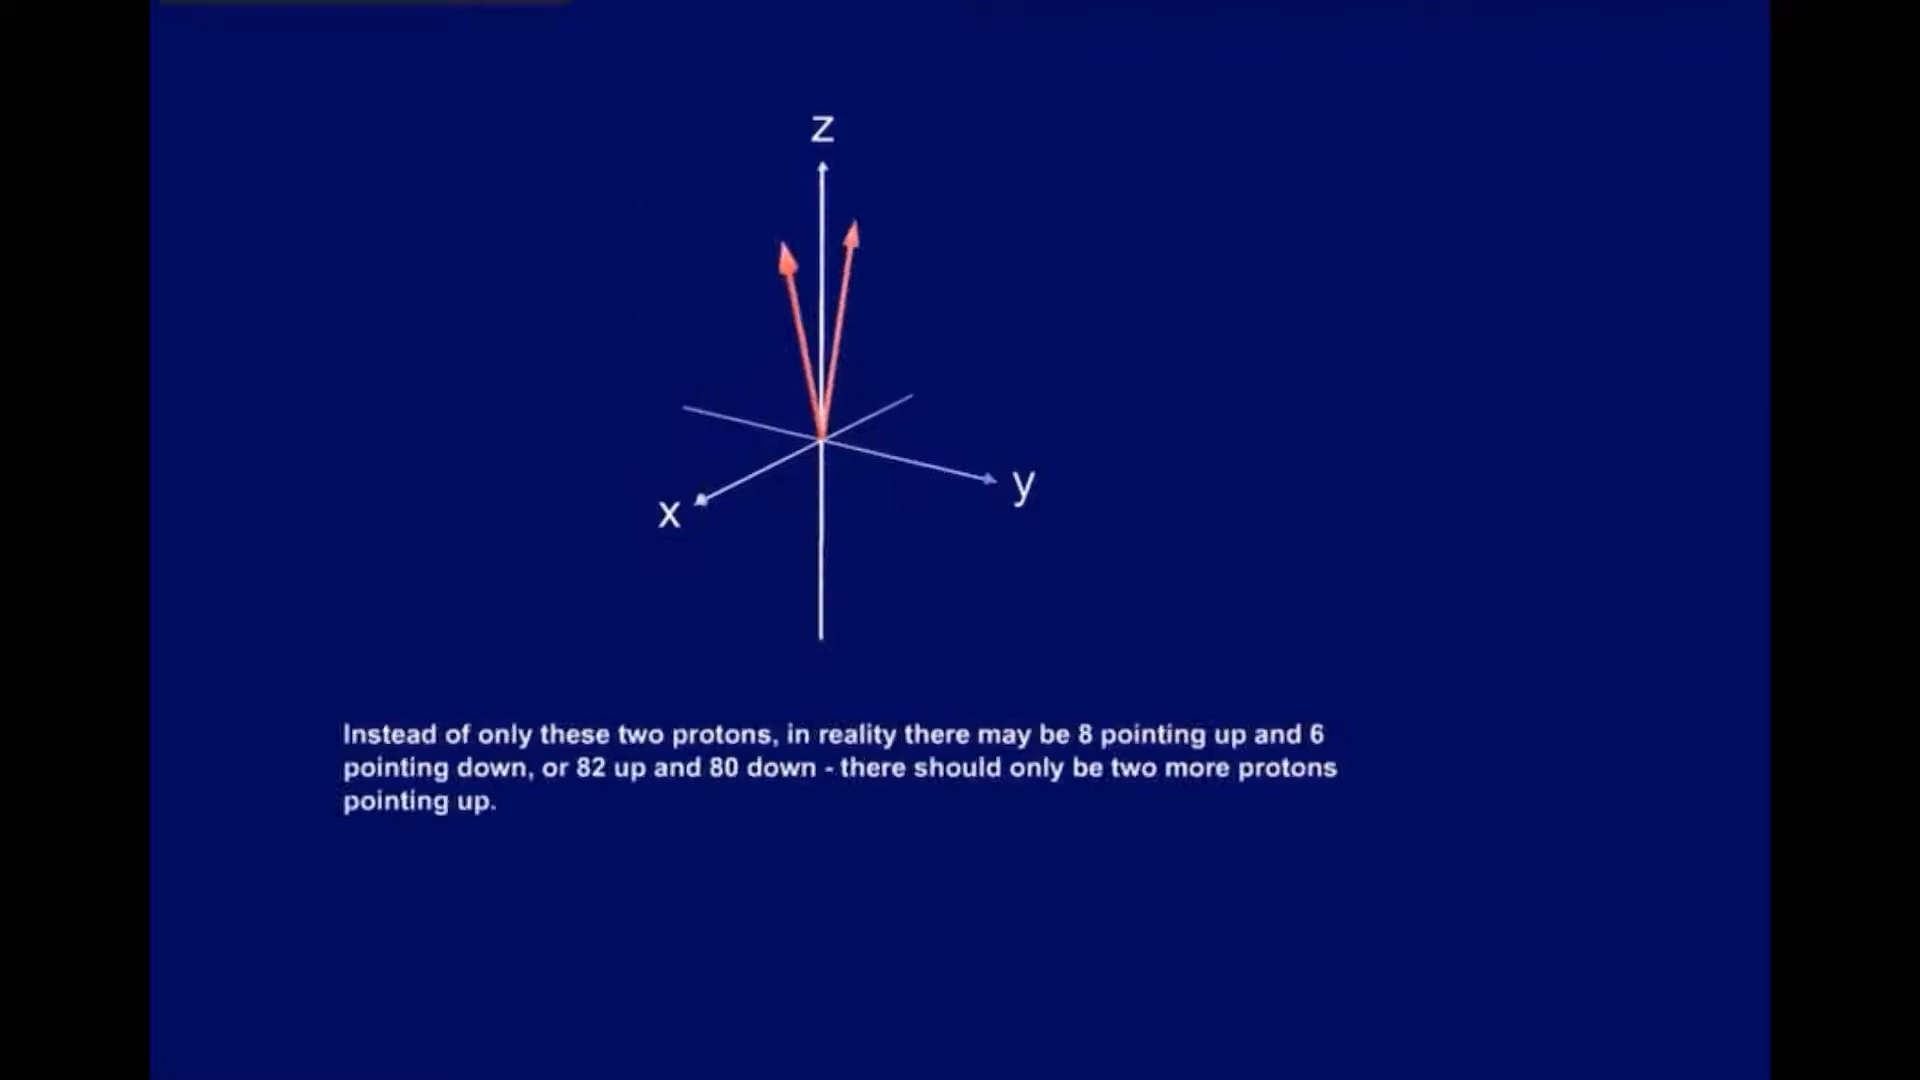 z
x
y
Instead of only these two protons, in reality there may be 8 pointing up and 6
pointing down, or 82 up and 80 down - there should only be two more protons
pointing up.